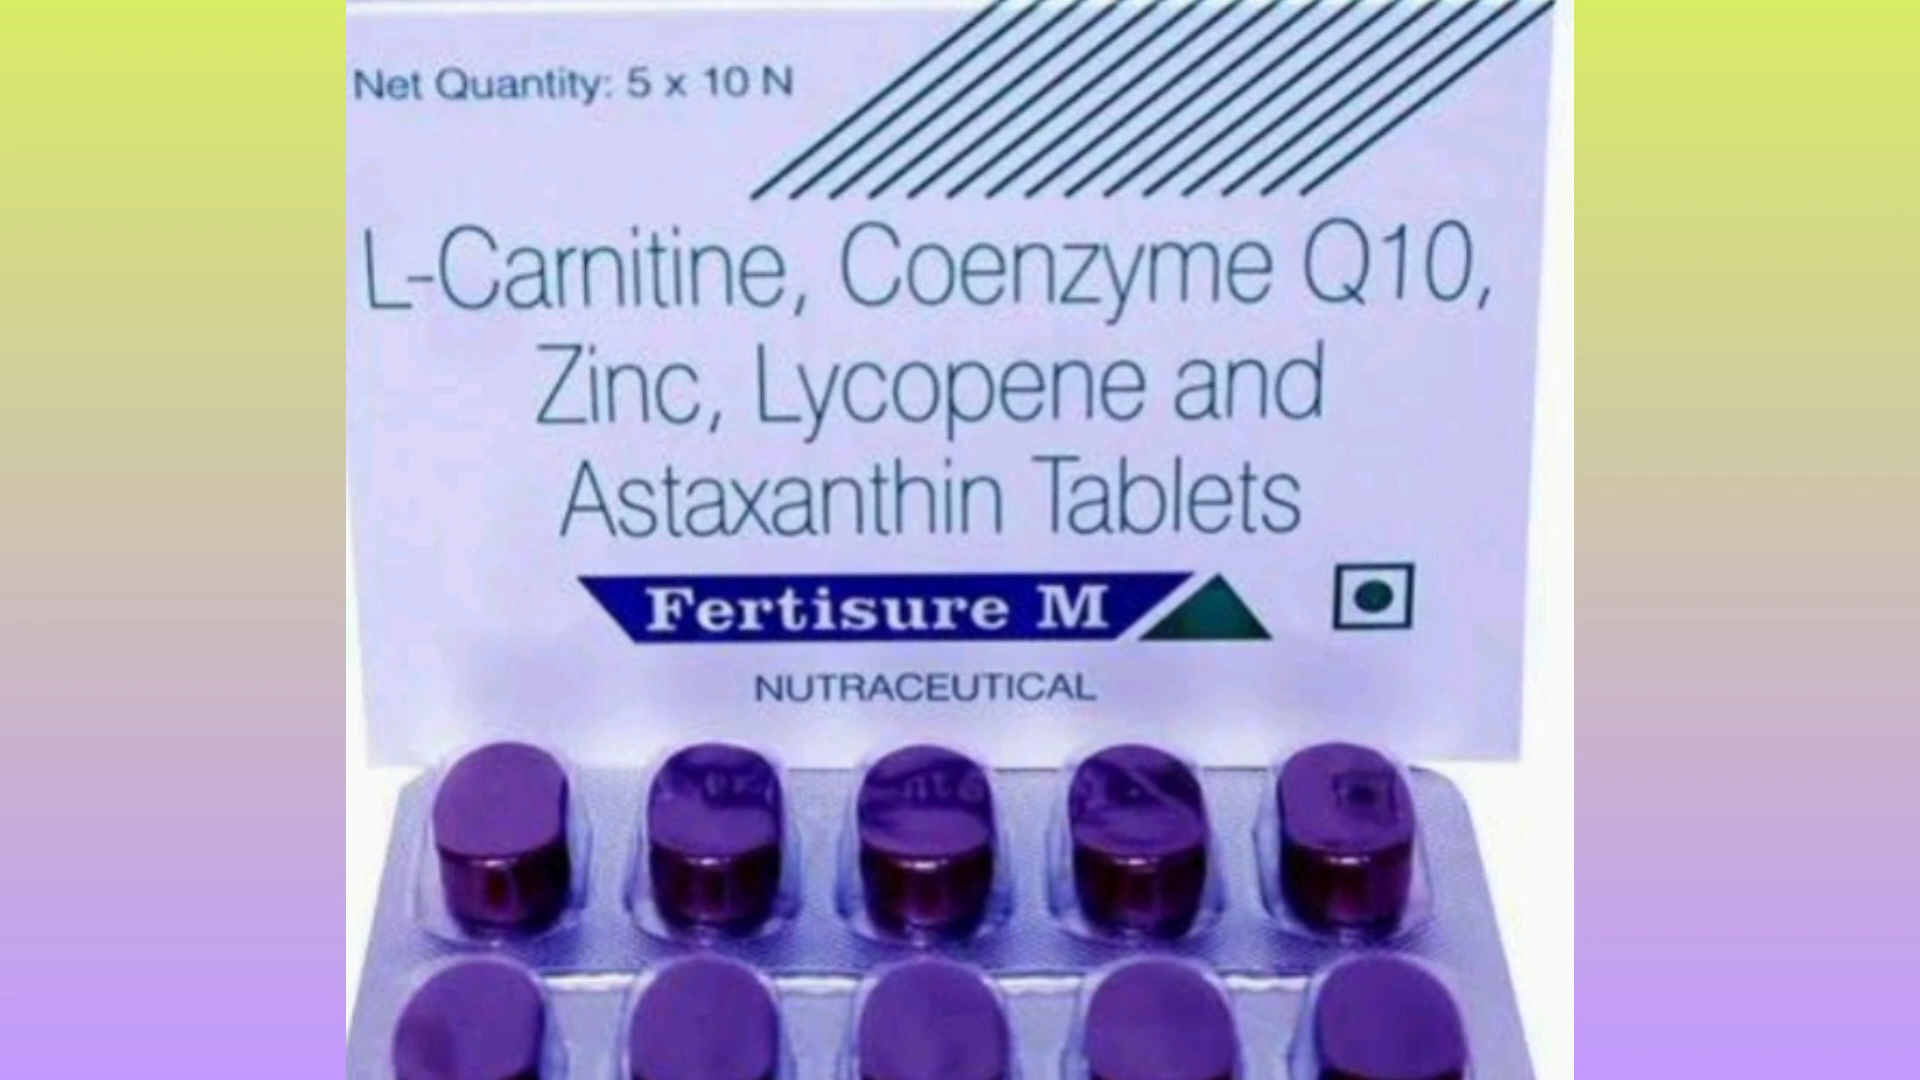 Net Quantity: 5 x 10 N
L-Carnitine, Coenzyme Q10,
Zinc, Lycopene and
Astaxanthin Tablets
Fertisure M
NUTRACEUTICAL